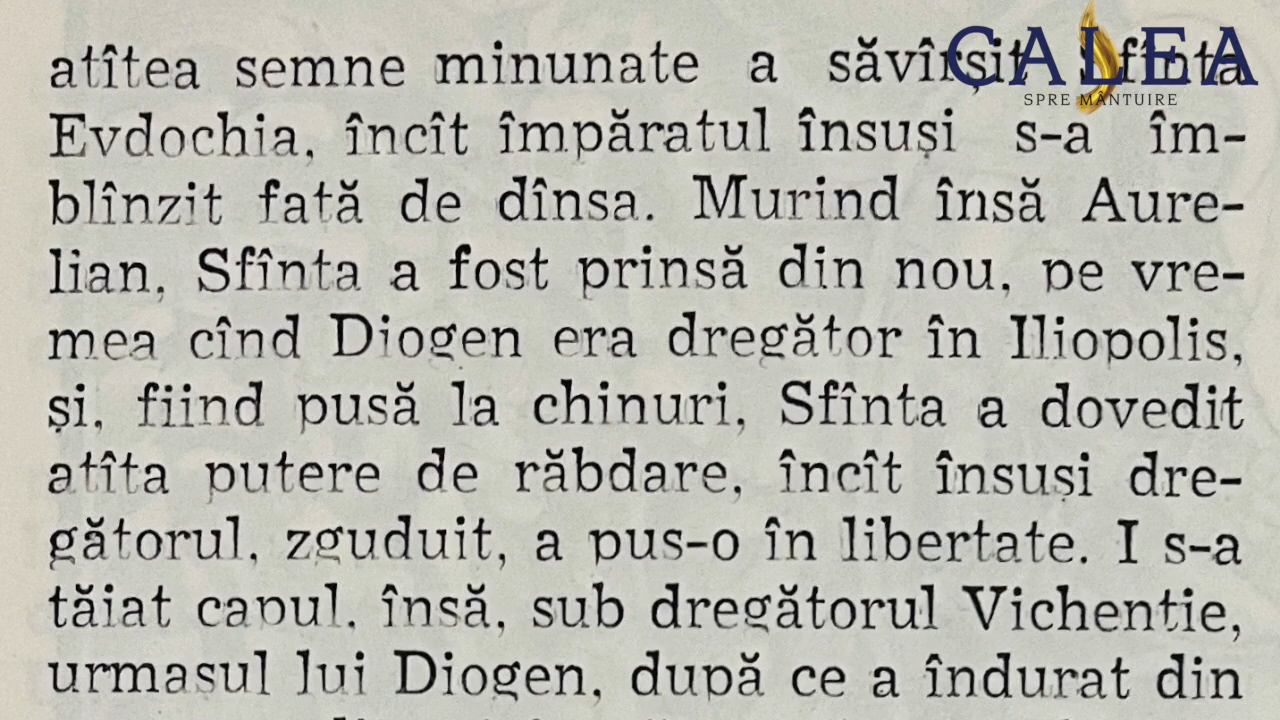 atîtea semne minunate a săvîrșit Sfînta
CALEA
SPRE MÂNTUIRE
Evdochia, încît împăratul însuși s-a îm-
blînzit fată de dînsa. Murind însă Aure-
lian, Sfînta a fost prinsă din nou, pe vre-
mea cînd Diogen era dregător în Iliopolis,
și, fiind pusă la chinuri, Sfînta a dovedit
atîta putere de răbdare, încît însuși dre-
gătorul, zguduit, a pus-o în libertate. I s-a
tăiat capul, însă, sub dregătorul Vichentie,
urmasul lui Diogen, după ce a îndurat din